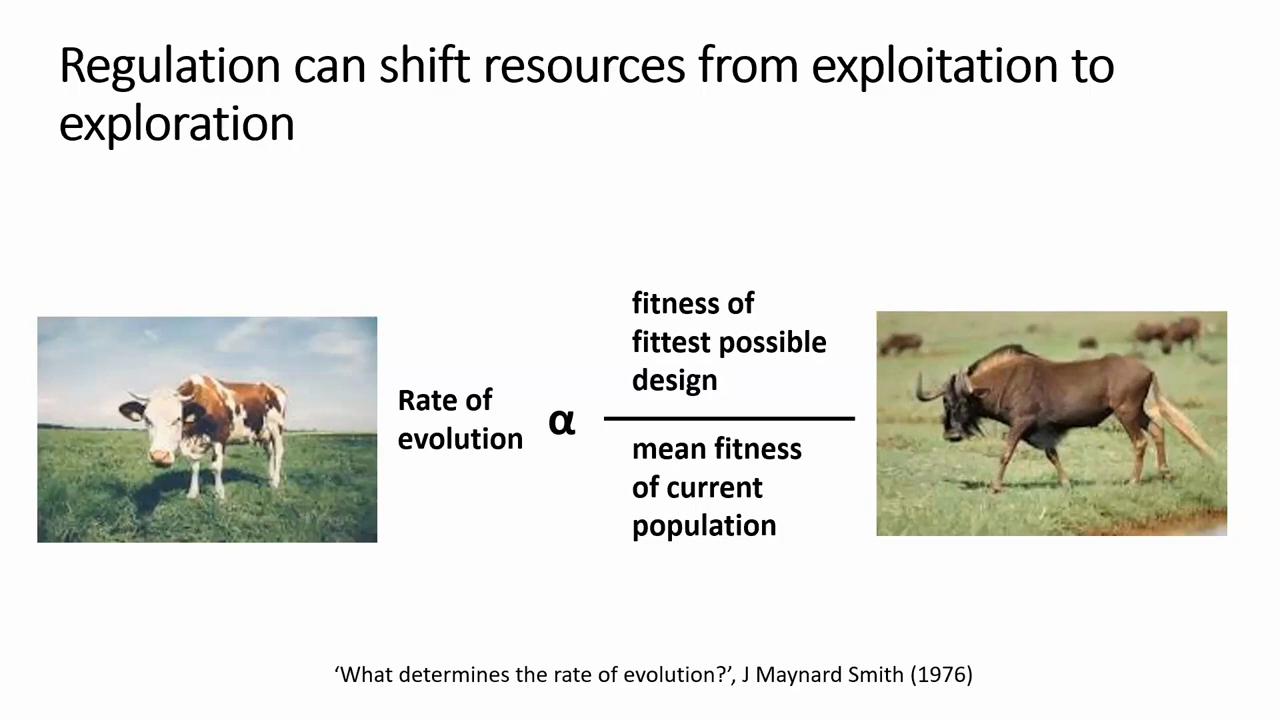 Regulation can shift resources from exploitation to
exploration
Rate of
evolution
α
fitness of
fittest possible
design
mean fitness
of current
population
‘What determines the rate of evolution?’, J Maynard Smith (1976)